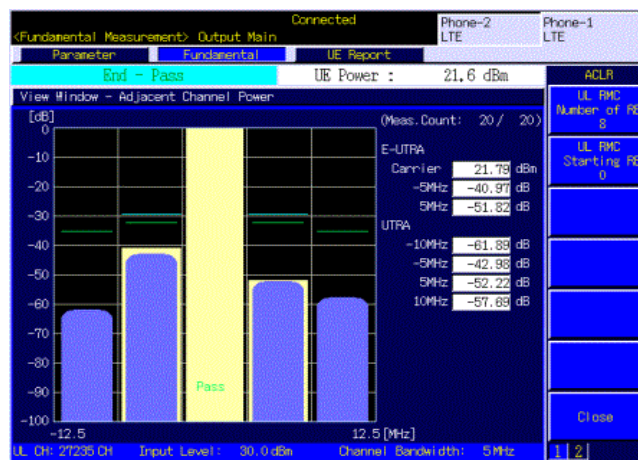 Connected
Phone-2
LTE
Phone-1
LTE
<Fundamental Measurement> Output Main
Parameter
Fundamental
UE Report
End - Pass
UE Power : 21.6 dBm
ACLR
View Window - Adjacent Channel Power
UL RMC
Number of RB
8
UL RMC
Starting RB
0
[dB]
(Meas.Count: 20/ 20)
0
-10
-20
-30
-40
-50
-60
-70
-80
-90
-100
E-UTRA
Carrier 21.79 dBm
-5MHz -40.97 dB
5MHz -51.82 dB
UTRA
-10MHz -61.89 dB
-5MHz -42.98 dB
5MHz -52.22 dB
10MHz -57.69 dB
Pass
-12.5
12.5[MHz]
Close
UL CH: 27235 CH Input Level: 30.0 dBm Channel Bandwidth: 5 MHz
1 2